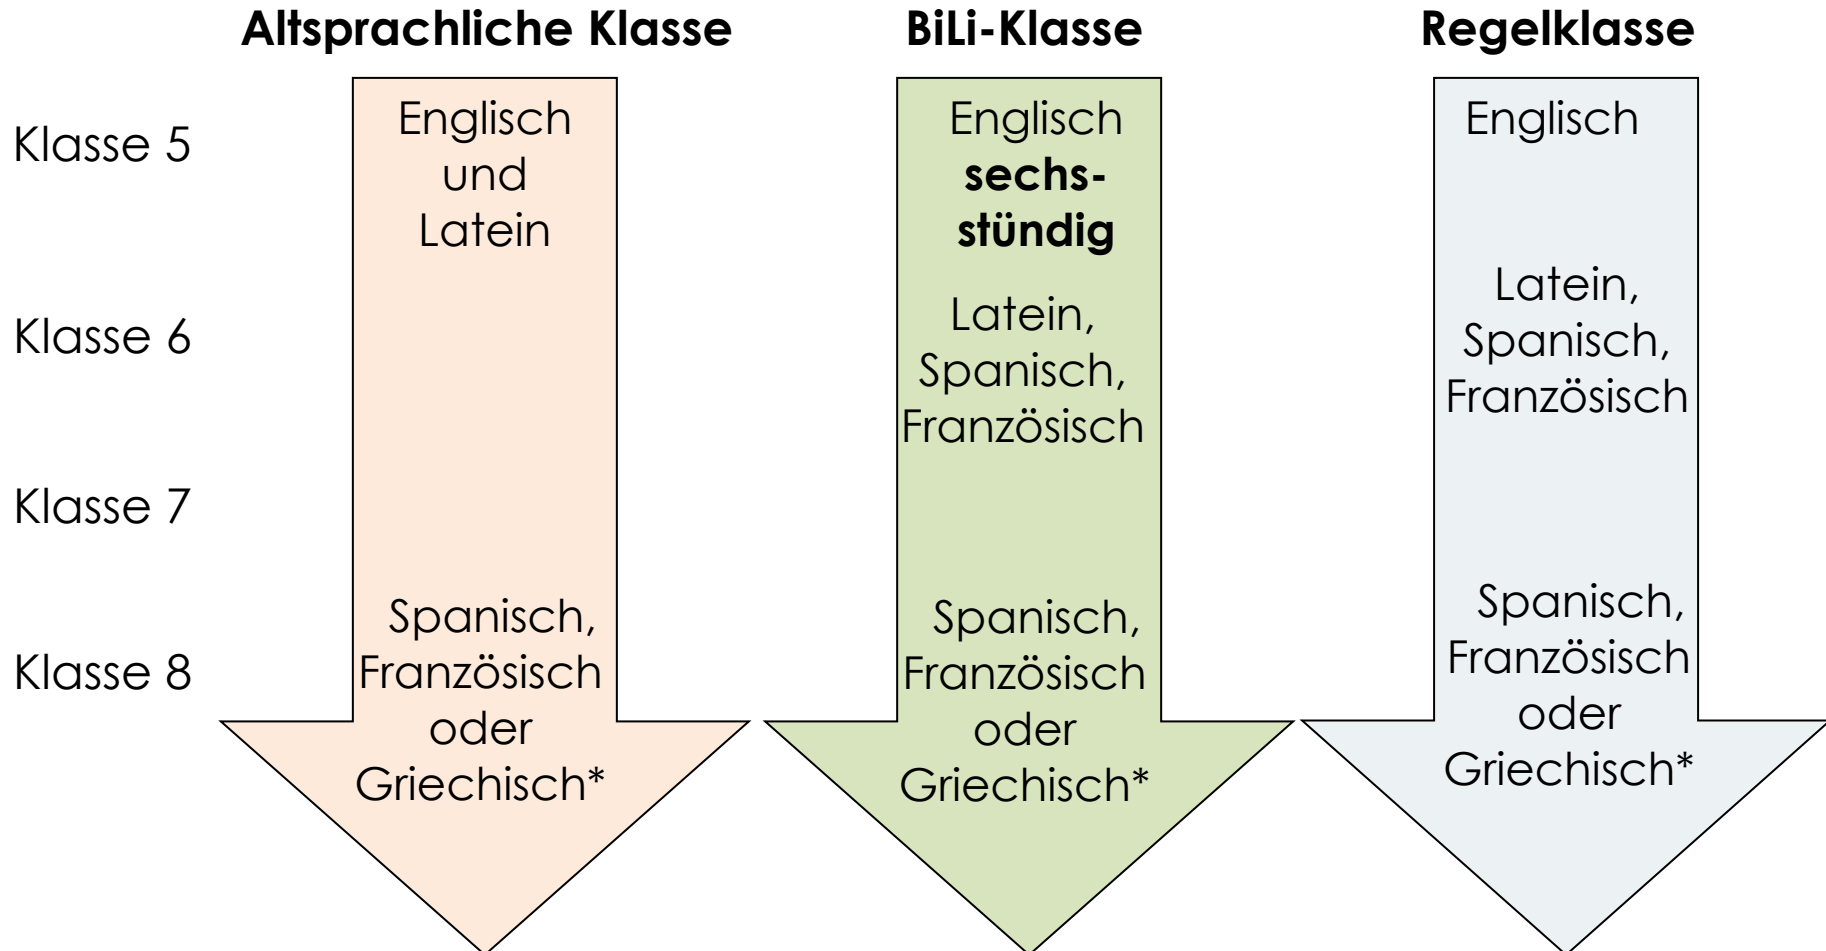 Altsprachliche Klasse
BiLi-Klasse
Regelklasse
Klasse 5
Klasse 6
Klasse 7
Klasse 8
Englisch
und
Latein
Spanisch,
Französisch
oder
Griechisch*
Englisch
sechs-
stündig
Latein,
Spanisch,
Französisch
Spanisch,
Französisch
oder
Griechisch*
Englisch
Latein,
Spanisch,
Französisch
Spanisch,
Französisch
oder
Griechisch*